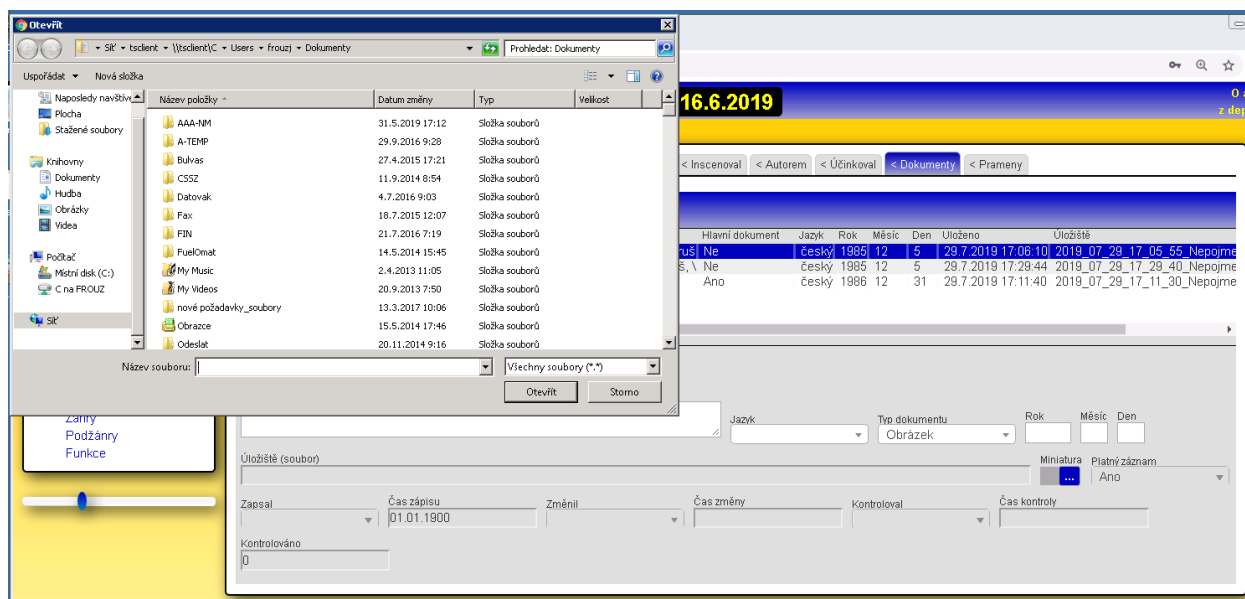 Otevřít
Síť ▸ tsclient ▸ \\tsclient\C ▸ Users ▸ frouzj ▸ Dokumenty
Prohledat: Dokumenty
Uspořádat
Nová složka
Naposledy navštíve
Plocha
Stažené soubory
Knihovny
Dokumenty
Hudba
Obrázky
Videa
Počítač
Místní disk (C:)
C na FROUZ
Síť
Název položky Datum změny Typ Velikost
AAA-NM 31.5.2019 17:12 Složka souborů
A-TEMP 29.9.2016 9:28 Složka souborů
Bulvas 27.4.2015 17:21 Složka souborů
CSSZ 11.9.2014 8:54 Složka souborů
Datovak 4.7.2016 9:03 Složka souborů
Fax 18.7.2015 12:07 Složka souborů
FIN 21.7.2016 7:19 Složka souborů
FuelOmat 14.5.2014 15:45 Složka souborů
My Music 2.4.2013 11:05 Složka souborů
My Videos 20.9.2013 7:50 Složka souborů
nové požadavky_soubory 13.3.2017 10:06 Složka souborů
Obrazce 15.5.2014 17:46 Složka souborů
Odeslat 20.11.2014 9:16 Složka souborů
Název souboru:
Všechny soubory (*.*)
Otevřít Storno
16.6.2019
O a
z dep
< Inscenoval < Autorem < Účinkoval < Dokumenty < Prameny
Hlavní dokument Jazyk Rok Měsíc Den Uloženo Úložiště
ruš Ne český 1985 12 5 29.7.2019 17:06:10 2019_07_29_17_05_55_Nepojme
š, \ Ne český 1985 12 5 29.7.2019 17:29:44 2019_07_29_17_29_40_Nepojme
Ano český 1986 12 31 29.7.2019 17:11:40 2019_07_29_17_11_30_Nepojme
Žánry
Podžánry
Funkce
Jazyk Typ dokumentu Rok Měsíc Den
Obrázek
Úložiště (soubor) Miniatura Platný záznam
... Ano
Zapsal Čas zápisu Změnil Čas změny Kontroloval Čas kontroly
01.01.1900
Kontrolováno
0